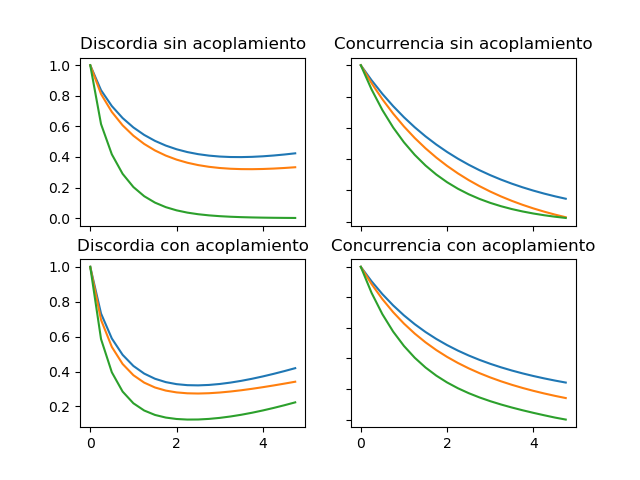 Discordia sin acoplamiento
Concurrencia sin acoplamiento
1.0
0.8
0.6
0.4
0.2
0.0
Discordia con acoplamiento
Concurrencia con acoplamiento
1.0
0.8
0.6
0.4
0.2
0 2 4
0 2 4